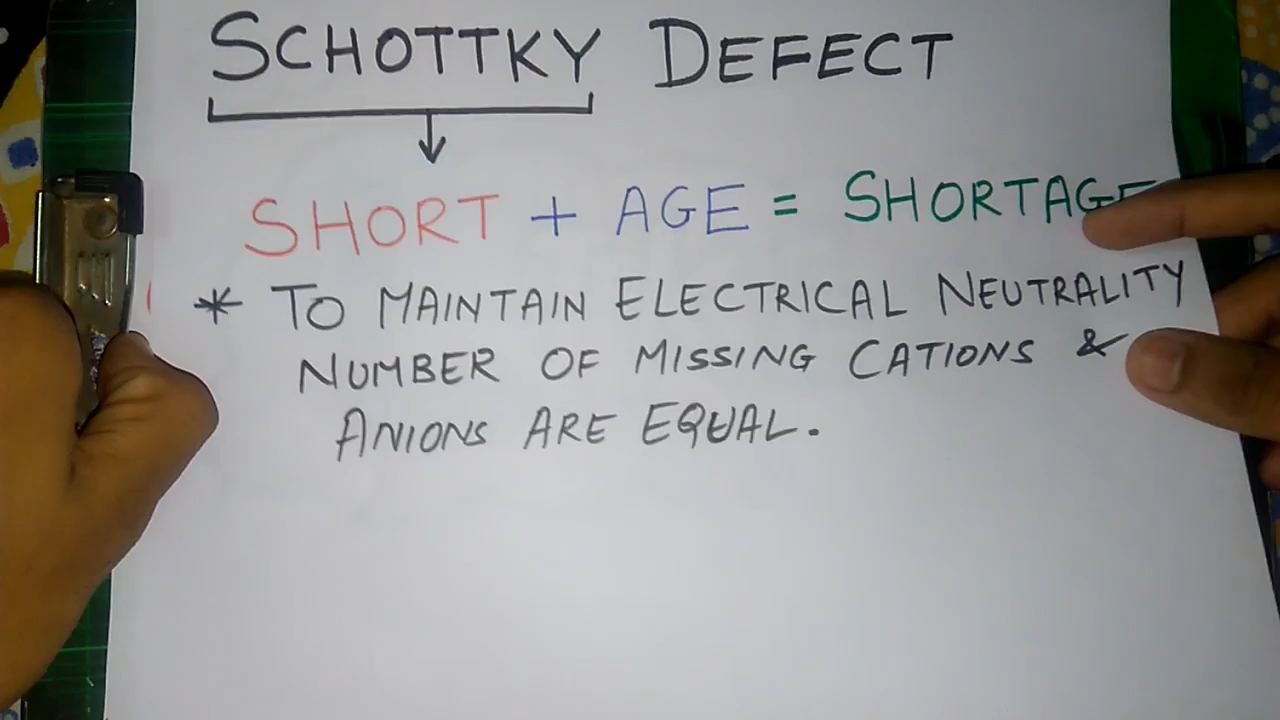 SCHOTTKY DEFECT
SHORT + AGE = SHORTAGE
* TO MAINTAIN ELECTRICAL NEUTRALITY
NUMBER OF MISSING CATIONS &
ANIONS ARE EQUAL.